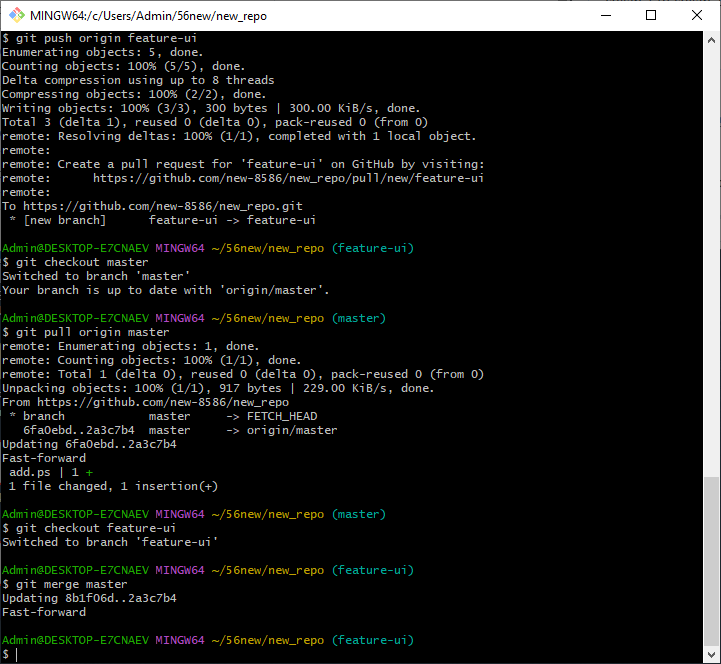 MINGW64:/c/Users/Admin/56new/new_repo
$ git push origin feature-ui
Enumerating objects: 5, done.
Counting objects: 100% (5/5), done.
Delta compression using up to 8 threads
Compressing objects: 100% (2/2), done.
Writing objects: 100% (3/3), 300 bytes | 300.00 KiB/s, done.
Total 3 (delta 1), reused 0 (delta 0), pack-reused 0 (from 0)
remote: Resolving deltas: 100% (1/1), completed with 1 local object.
remote:
remote: Create a pull request for 'feature-ui' on GitHub by visiting:
remote:      https://github.com/new-8586/new_repo/pull/new/feature-ui
remote:
To https://github.com/new-8586/new_repo.git
 * [new branch]      feature-ui -> feature-ui
Admin@DESKTOP-E7CNAEV MINGW64 ~/56new/new_repo (feature-ui)
$ git checkout master
Switched to branch 'master'
Your branch is up to date with 'origin/master'.
Admin@DESKTOP-E7CNAEV MINGW64 ~/56new/new_repo (master)
$ git pull origin master
remote: Enumerating objects: 1, done.
remote: Counting objects: 100% (1/1), done.
remote: Total 1 (delta 0), reused 0 (delta 0), pack-reused 0 (from 0)
Unpacking objects: 100% (1/1), 917 bytes | 229.00 KiB/s, done.
From https://github.com/new-8586/new_repo
 * branch            master     -> FETCH_HEAD
   6fa0ebd..2a3c7b4  master     -> origin/master
Updating 6fa0ebd..2a3c7b4
Fast-forward
 add.ps | 1 +
 1 file changed, 1 insertion(+)
Admin@DESKTOP-E7CNAEV MINGW64 ~/56new/new_repo (master)
$ git checkout feature-ui
Switched to branch 'feature-ui'
Admin@DESKTOP-E7CNAEV MINGW64 ~/56new/new_repo (feature-ui)
$ git merge master
Updating 8b1f06d..2a3c7b4
Fast-forward
Admin@DESKTOP-E7CNAEV MINGW64 ~/56new/new_repo (feature-ui)
$